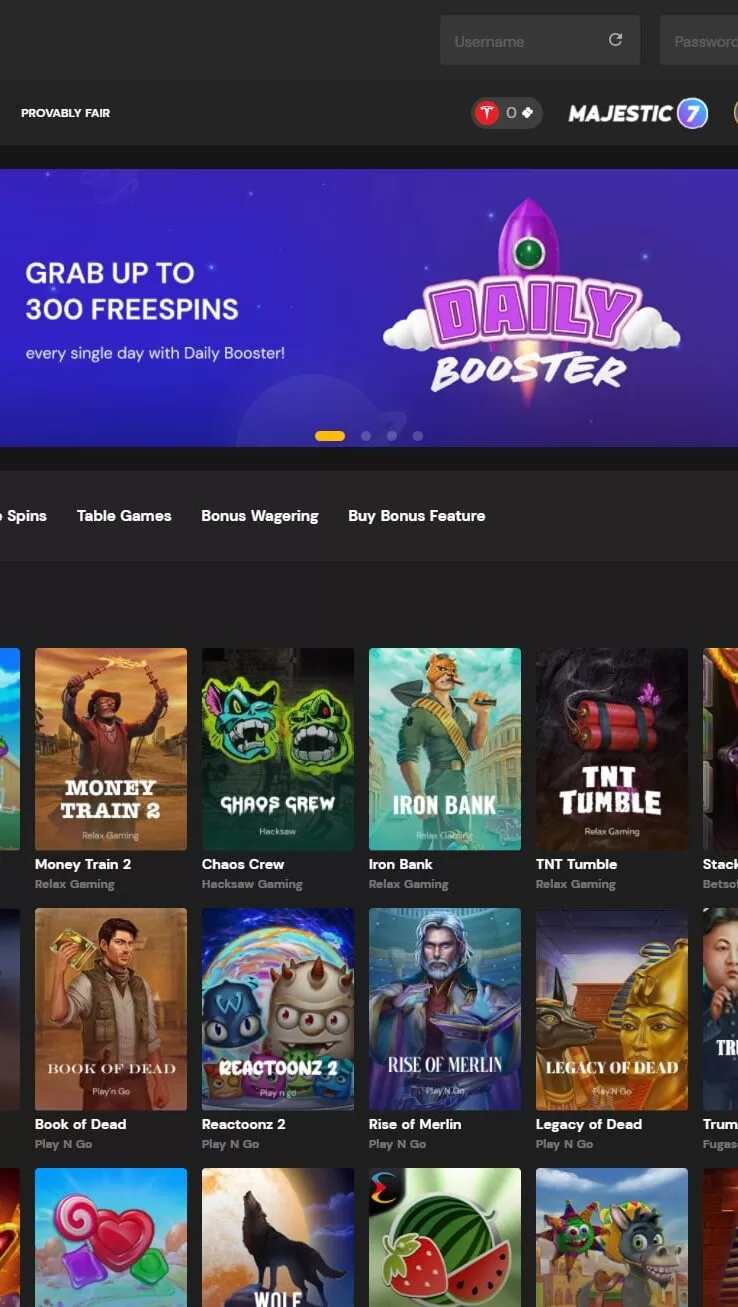 Username
Password
PROVABLY FAIR
0
MAJESTIC 7
GRAB UP TO
300 FREESPINS
every single day with Daily Booster!
DAILY
BOOSTER
Spins
Table Games
Bonus Wagering
Buy Bonus Feature
MONEY
TRAIN 2
Relax Gaming
CHAOS CREW
Hacksaw
IRON BANK
Relax Gaming
TNT
TUMBLE
Relax Gaming
Money Train 2
Chaos Crew
Iron Bank
TNT Tumble
Stack
Relax Gaming
Hacksaw Gaming
Relax Gaming
Relax Gaming
Betsof
BOOK OF DEAD
Play'n Go
REACTOONZ 2
Play n go
RISE OF MERLIN
Play'N Go
LEGACY OF DEAD
Play'N Go
TRU
Book of Dead
Reactoonz 2
Rise of Merlin
Legacy of Dead
Trum
Play N Go
Play N Go
Play N Go
Play N Go
Fugas
WOLF